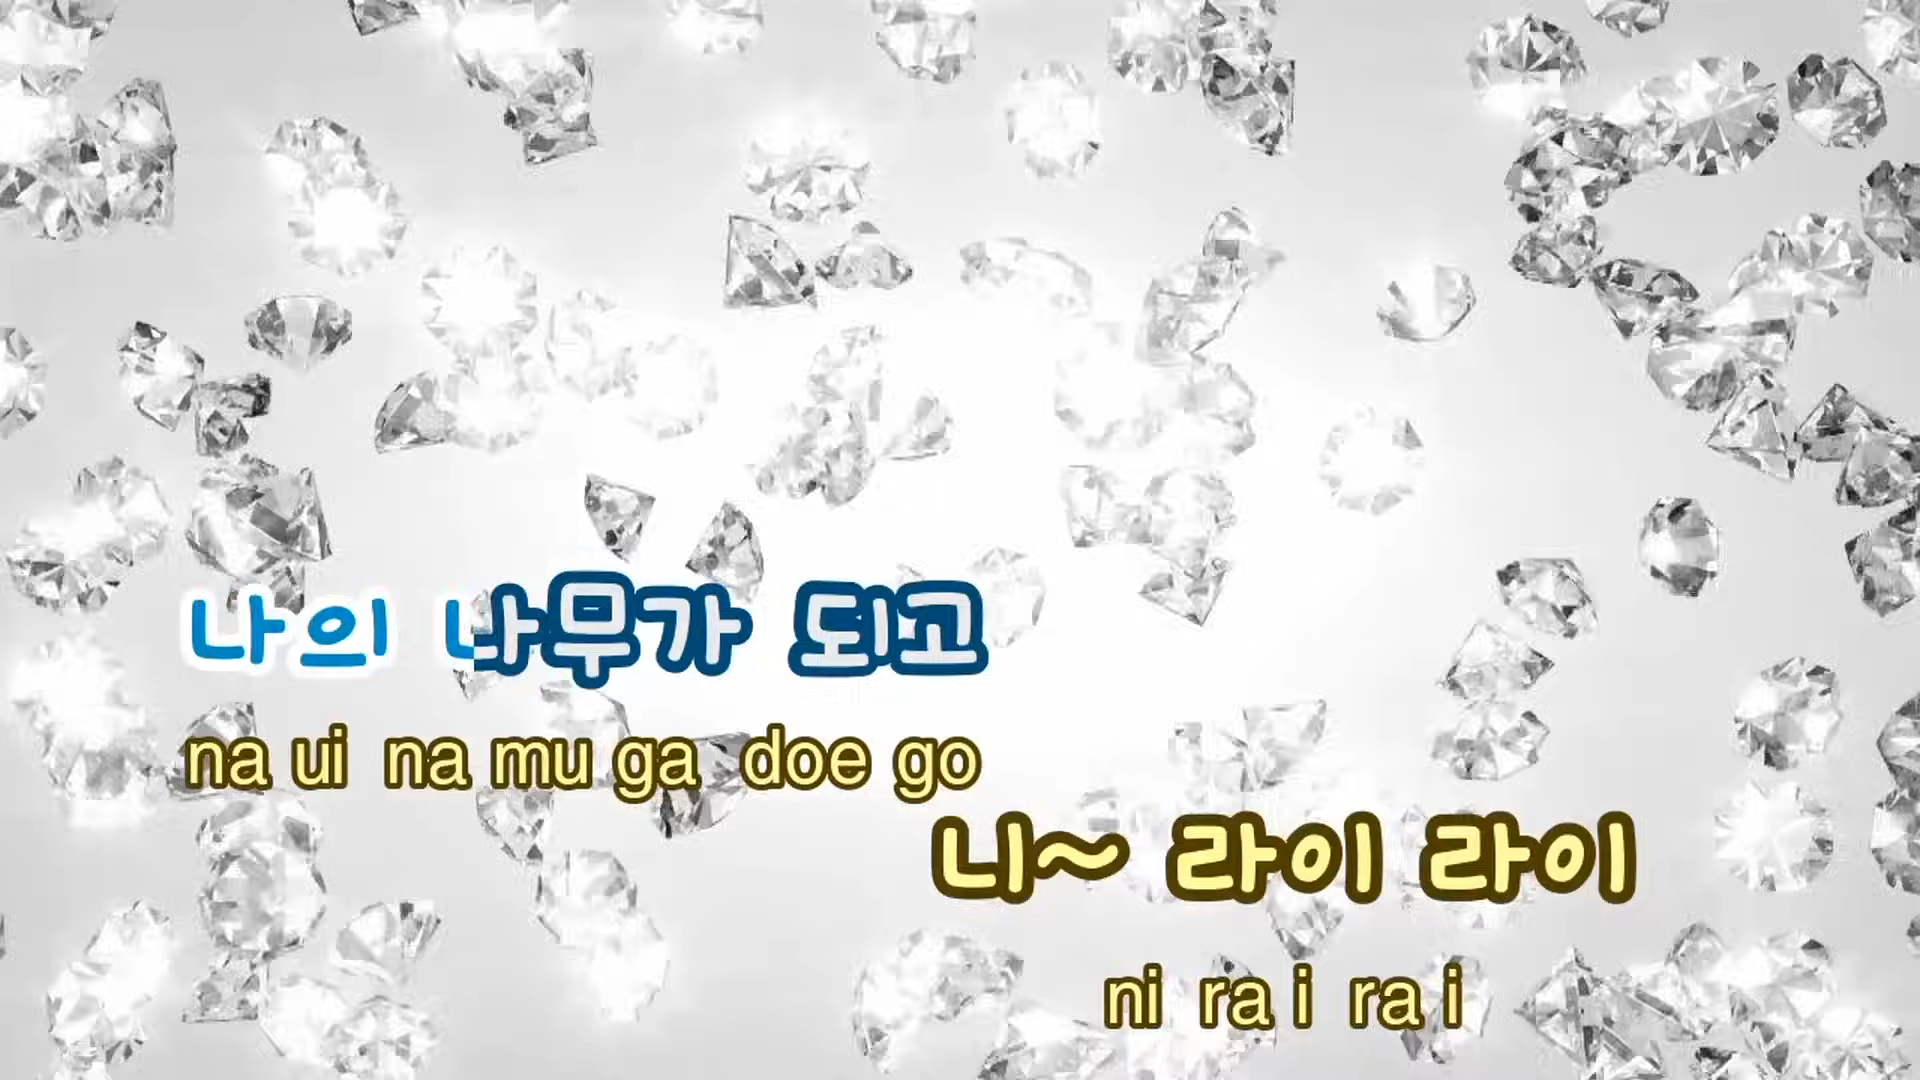 나의 나무가 되고
na ui na mu ga doe go
니~ 라이 라이
ni ra i ra i